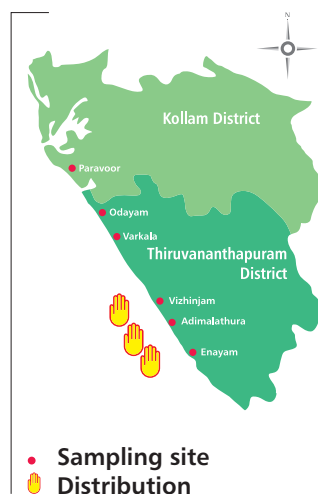 N
Kollam District
Paravoor
Odayam
Varkala
Thiruvananthapuram
District
Vizhinjam
Adimalathura
Enayam
Sampling site
Distribution